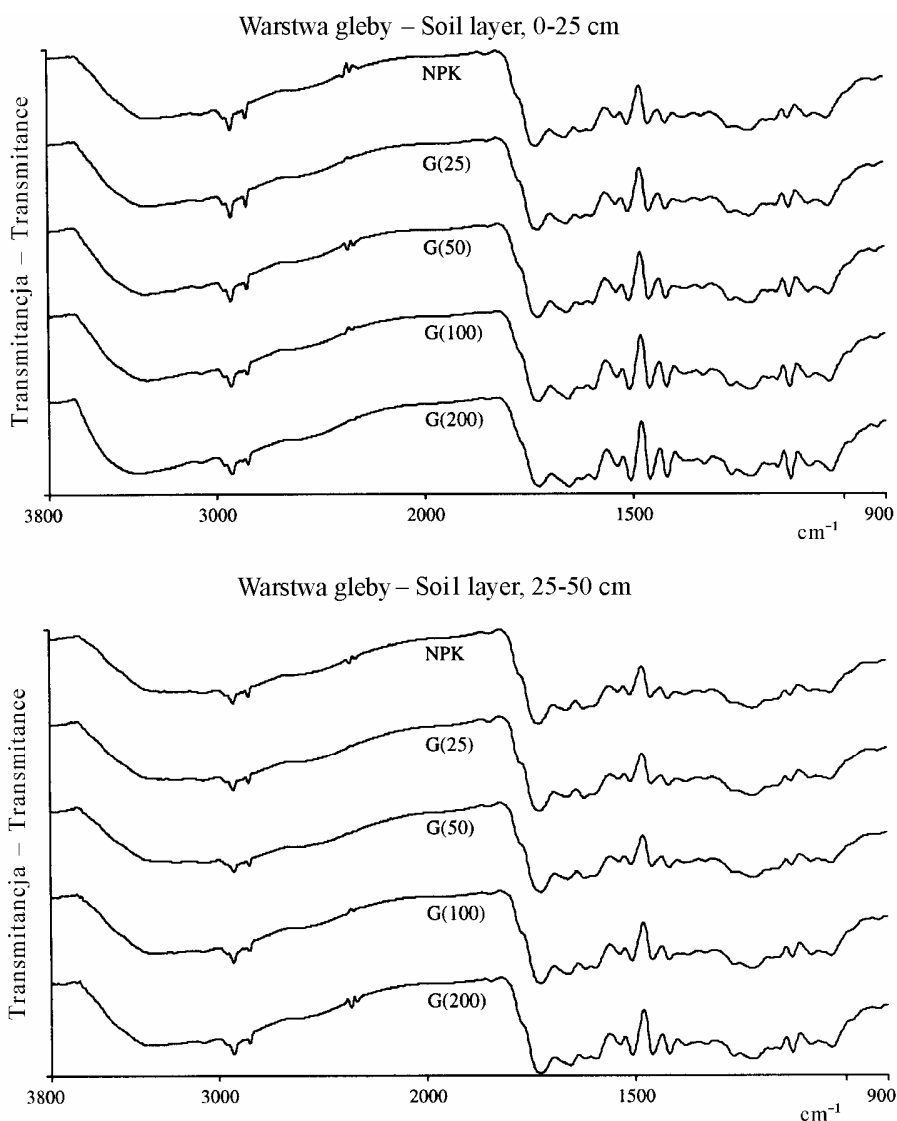 Warstwa gleby – Soil layer, 0-25 cm
Transmitancja – Transmitance
NPK
G(25)
G(50)
G(100)
G(200)
3800 3000 2000 1500 900
cm⁻¹
Warstwa gleby – Soil layer, 25-50 cm
Transmitancja – Transmitance
NPK
G(25)
G(50)
G(100)
G(200)
3800 3000 2000 1500 900
cm⁻¹